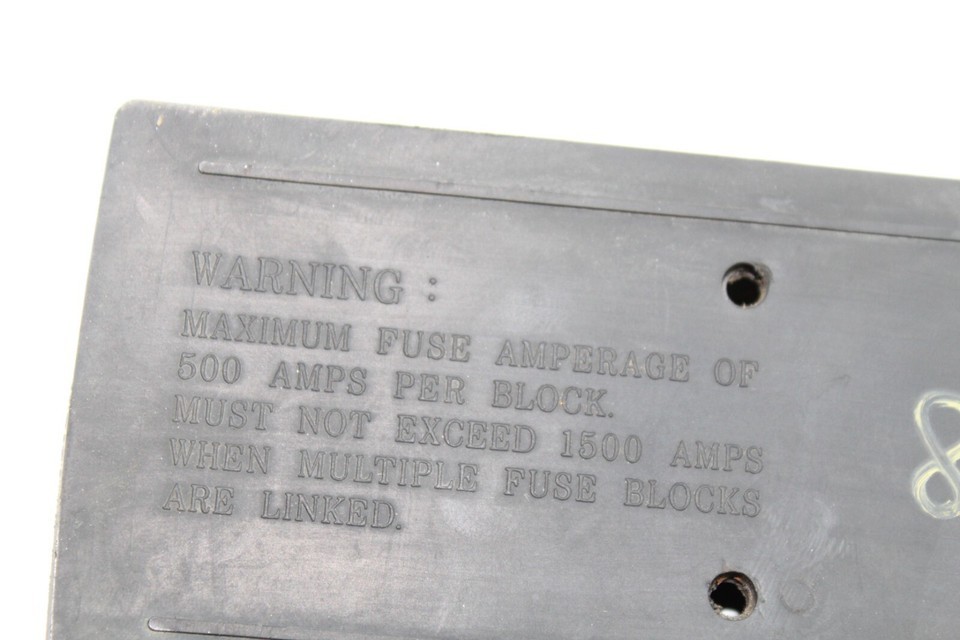 WARNING :
MAXIMUM FUSE AMPERAGE OF
500 AMPS PER BLOCK.
MUST NOT EXCEED 1500 AMPS
WHEN MULTIPLE FUSE BLOCKS
ARE LINKED.
8